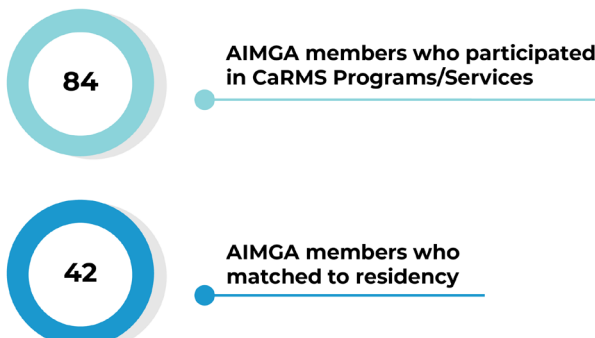 84
AIMGA members who participated
in CaRMS Programs/Services
42
AIMGA members who
matched to residency